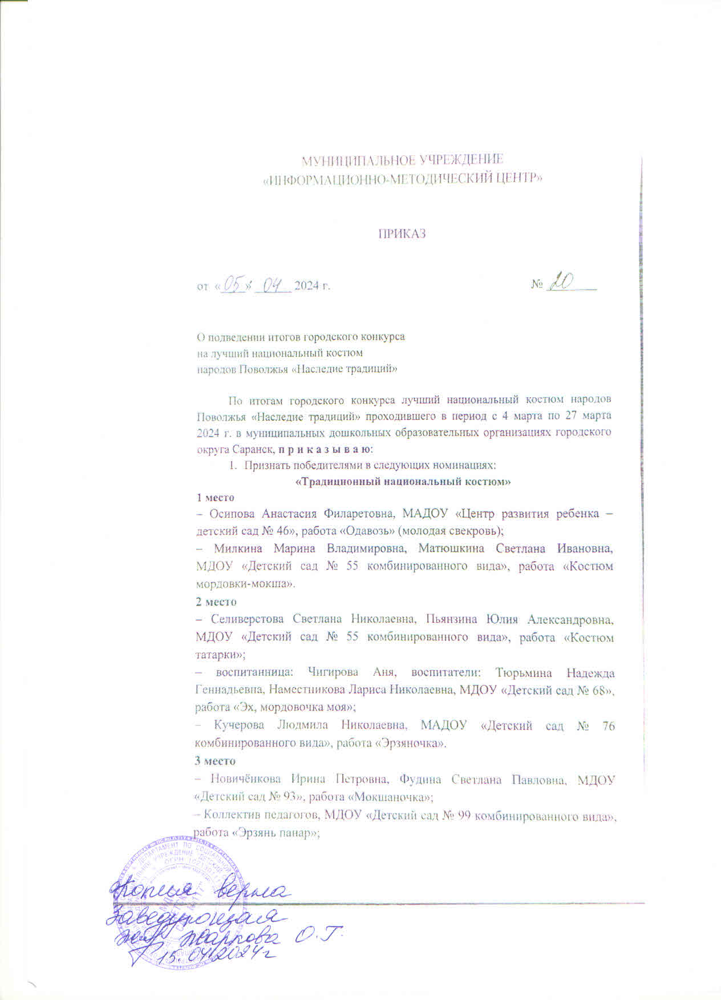 МУНИЦИПАЛЬНОЕ УЧРЕЖДЕНИЕ
«ИНФОРМАЦИОННО-МЕТОДИЧЕСКИЙ ЦЕНТР»
ПРИКАЗ
от «05» 04 2024 г. № 20
О подведении итогов городского конкурса
на лучший национальный костюм
народов Поволжья «Наследие традиций»
По итогам городского конкурса лучший национальный костюм народов
Поволжья «Наследие традиций» проходившего в период с 4 марта по 27 марта
2024 г. в муниципальных дошкольных образовательных организациях городского
округа Саранск, п р и к а з ы в а ю:
1. Признать победителями в следующих номинациях:
«Традиционный национальный костюм»
1 место
– Осипова Анастасия Филаретовна, МАДОУ «Центр развития ребенка –
детский сад № 46», работа «Одавозь» (молодая свекровь);
– Милкина Марина Владимировна, Матюшкина Светлана Ивановна,
МДОУ «Детский сад № 55 комбинированного вида», работа «Костюм
мордовки-мокша».
2 место
– Селиверстова Светлана Николаевна, Пьянзина Юлия Александровна,
МДОУ «Детский сад № 55 комбинированного вида», работа «Костюм
татарки»;
– воспитанница: Чигирова Аня, воспитатели: Тюрьмина Надежда
Геннадьевна, Наместникова Лариса Николаевна, МДОУ «Детский сад № 68»,
работа «Эх, мордовочка моя»;
– Кучерова Людмила Николаевна, МАДОУ «Детский сад № 76
комбинированного вида», работа «Эрзяночка».
3 место
– Новичёнкова Ирина Петровна, Фудина Светлана Павловна, МДОУ
«Детский сад № 93», работа «Мокшаночка»;
– Коллектив педагогов, МДОУ «Детский сад № 99 комбинированного вида»,
работа «Эрзянь панар»;
Копия верна
Заведующая
Жаркова О.Г.
15.04.2024г